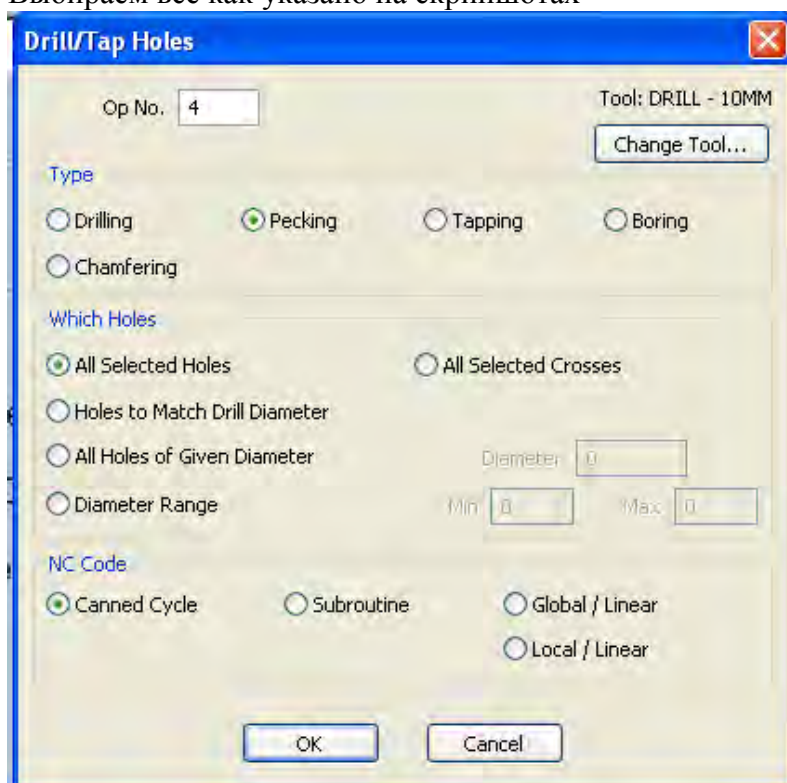 Выбираем все как указано на скриншотах
Drill/Tap Holes
Op No. 4
Tool: DRILL - 10MM
Change Tool...
Type
Drilling Pecking Tapping Boring
Chamfering
Which Holes
All Selected Holes All Selected Crosses
Holes to Match Drill Diameter
All Holes of Given Diameter Diameter 0
Diameter Range Min 0 Max 0
NC Code
Canned Cycle Subroutine Global / Linear
Local / Linear
OK Cancel